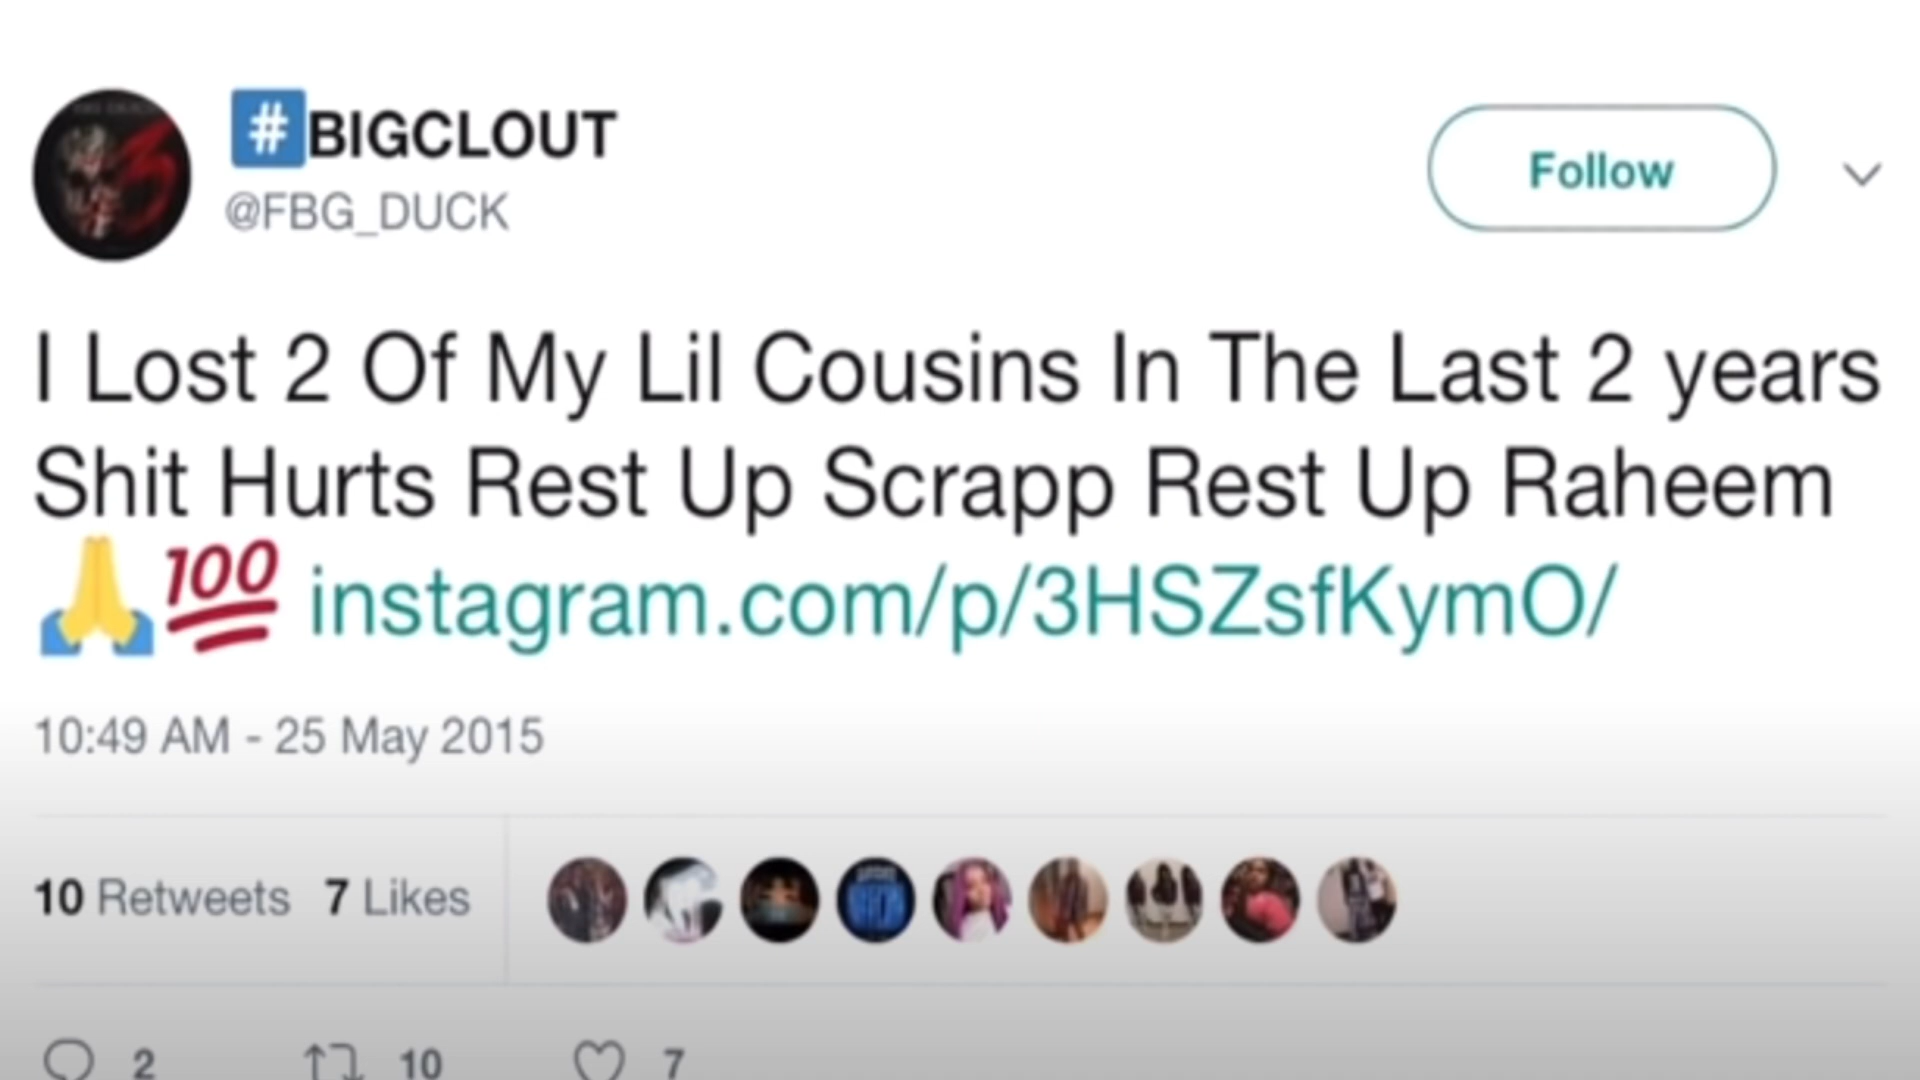 #BIGCLOUT
@FBG_DUCK
Follow
I Lost 2 Of My Lil Cousins In The Last 2 years
Shit Hurts Rest Up Scrapp Rest Up Raheem
🙏💯 instagram.com/p/3HSZsfKymO/
10:49 AM - 25 May 2015
10 Retweets 7 Likes
2 10 7